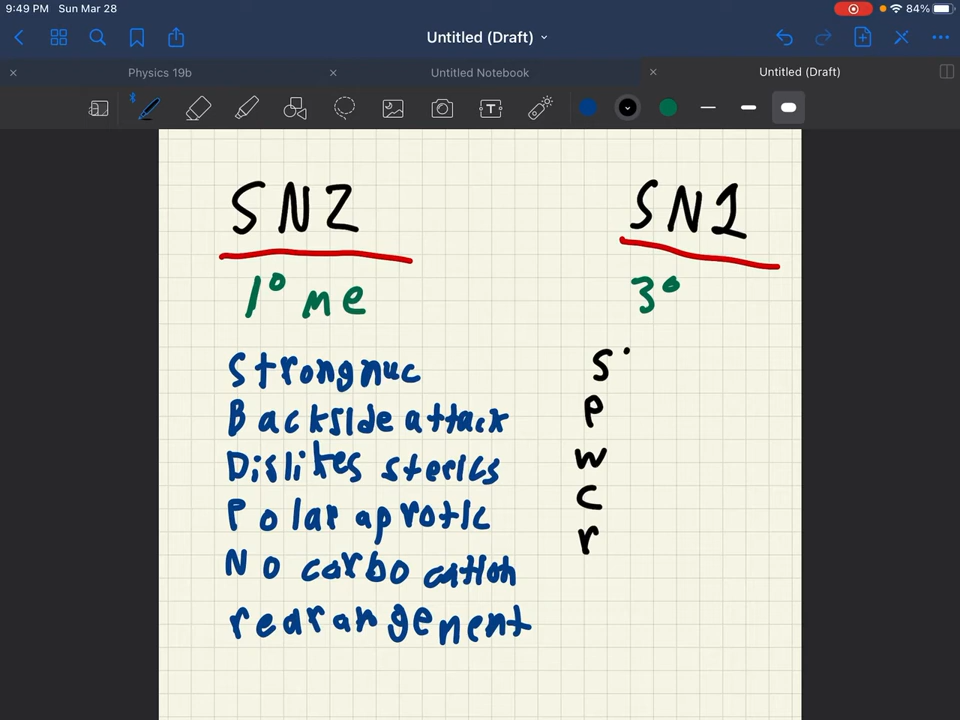 9:49 PM Sun Mar 28
84%
Untitled (Draft)
Physics 19b
Untitled Notebook
Untitled (Draft)
SN2
SN1
1° me
3°
Strong nuc
S
Backside attack
P
Dislikes sterics
w
Polar aprotic
C
No carbo cation
r
rearangement